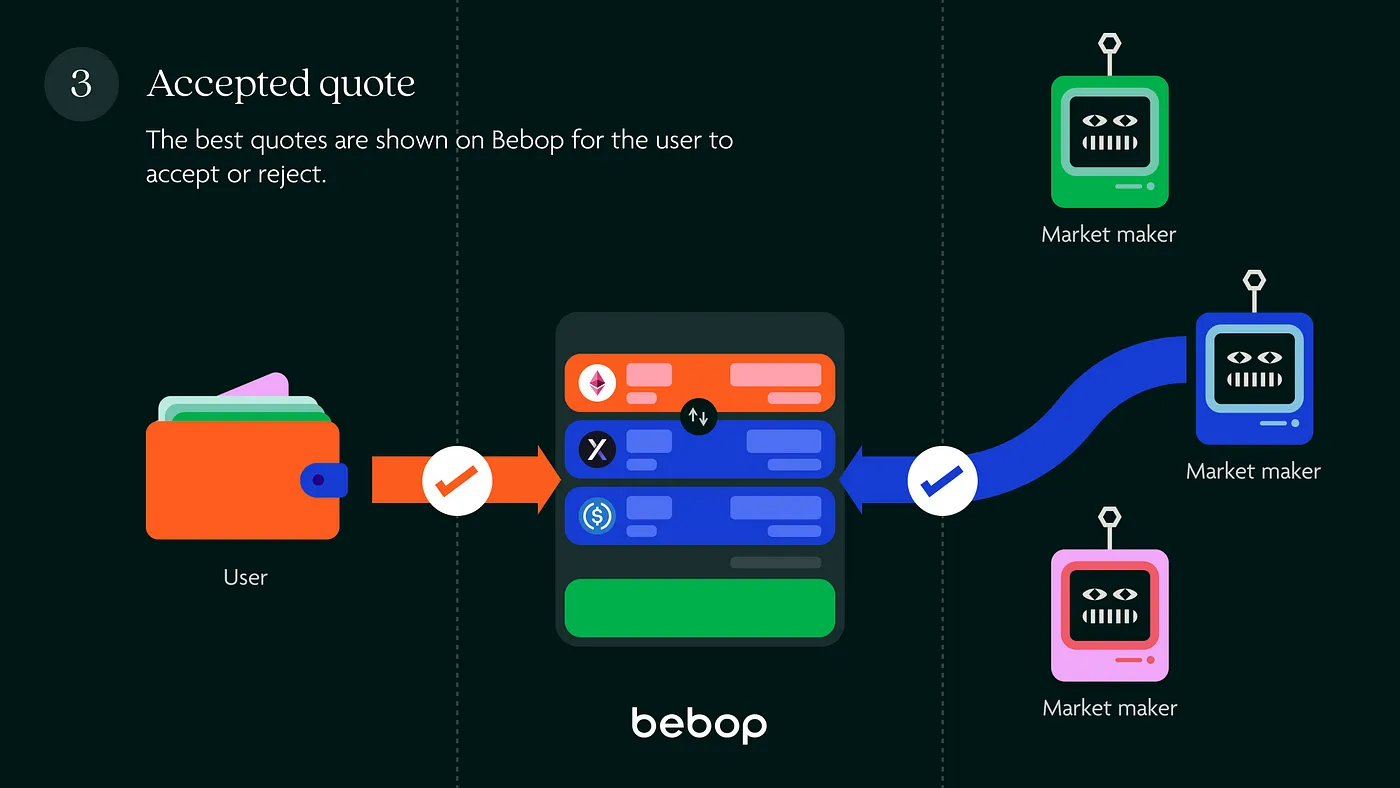 3
Accepted quote
The best quotes are shown on Bebop for the user to
accept or reject.
Market maker
Market maker
User
Market maker
bebop